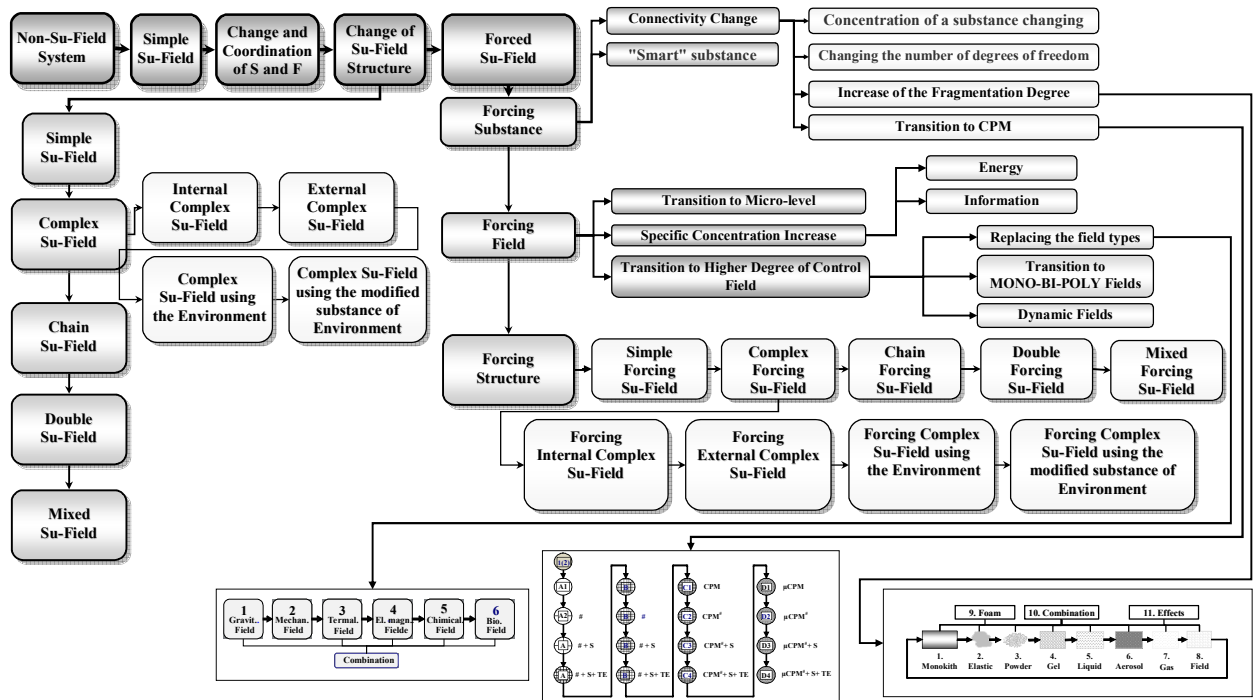 Non-Su-Field
System
Simple
Su-Field
Change and
Coordination
of S and F
Change of
Su-Field
Structure
Forced
Su-Field
Connectivity Change
"Smart" substance
Concentration of a substance changing
Changing the number of degrees of freedom
Increase of the Fragmentation Degree
Transition to CPM
Forcing
Substance
Simple
Su-Field
Complex
Su-Field
Internal
Complex
Su-Field
External
Complex
Su-Field
Complex
Su-Field using
the Environment
Complex Su-Field
using the modified
substance of
Environment
Chain
Su-Field
Double
Su-Field
Mixed
Su-Field
Forcing
Field
Transition to Micro-level
Specific Concentration Increase
Transition to Higher Degree of Control
Field
Energy
Information
Replacing the field types
Transition to
MONO-BI-POLY Fields
Dynamic Fields
Forcing
Structure
Simple
Forcing
Su-Field
Complex
Forcing
Su-Field
Chain
Forcing
Su-Field
Double
Forcing
Su-Field
Mixed
Forcing
Su-Field
Forcing
Internal Complex
Su-Field
Forcing
External Complex
Su-Field
Forcing Complex
Su-Field using
the Environment
Forcing Complex
Su-Field using the
modified substance of
Environment
1
Gravit..
Field
2
Mechan.
Field
3
Termal.
Field
4
El. magn.
Fielde
5
Chimical.
Field
6
Bio.
Field
Combination
1(2)
A1
A2 #
A # + S
A # + S+ TE
B
B #
B # + S
B # + S+ TE
C1 CPM
C2 CPM#
C3 CPM#+ S
C4 CPM#+ S+ TE
D1 µCPM
D2 µCPM#
D3 µCPM#+ S
D4 µCPM#+ S+ TE
9. Foam
10. Combination
11. Effects
1.
Monokith
2.
Elastic
3.
Powder
4.
Gel
5.
Liquid
6.
Aerosol
7.
Gas
8.
Field